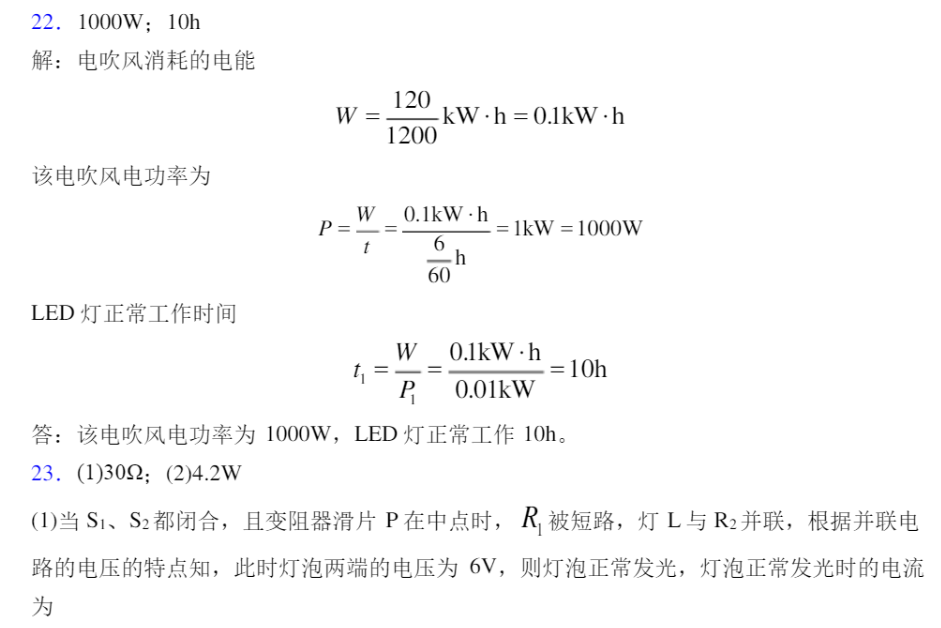 22．1000W；10h
解：电吹风消耗的电能
W = 120/1200 kW·h = 0.1kW·h
该电吹风电功率为
P = W/t = 0.1kW·h / (6/60 h) = 1kW = 1000W
LED 灯正常工作时间
t₁ = W/P₁ = 0.1kW·h / 0.01kW = 10h
答：该电吹风电功率为 1000W，LED 灯正常工作 10h。
23．(1)30Ω；(2)4.2W
(1)当 S₁、S₂都闭合，且变阻器滑片 P 在中点时，R₁被短路，灯 L 与 R₂并联，根据并联电
路的电压的特点知，此时灯泡两端的电压为 6V，则灯泡正常发光，灯泡正常发光时的电流
为